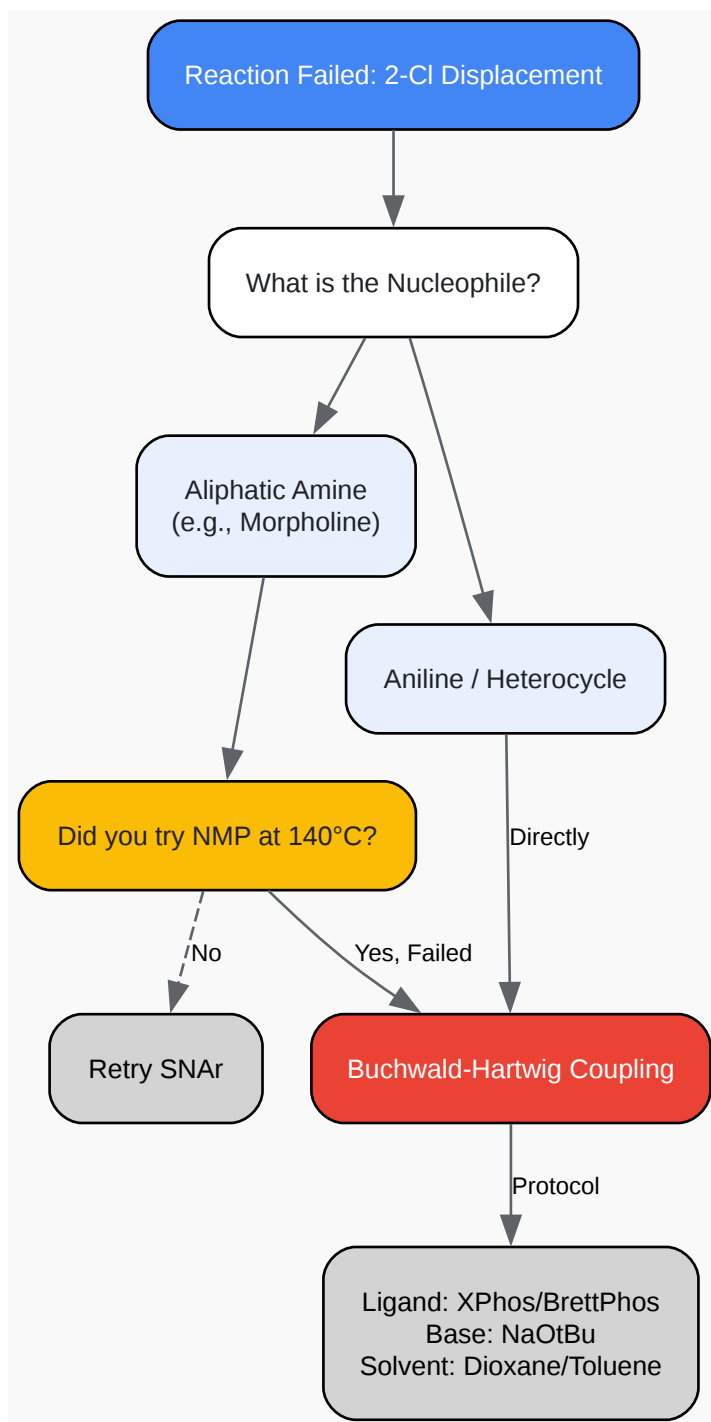 Reaction Failed: 2-Cl Displacement
What is the Nucleophile?
Aliphatic Amine
(e.g., Morpholine)
Aniline / Heterocycle
Did you try NMP at 140°C?
Directly
No
Yes, Failed
Retry SNAr
Buchwald-Hartwig Coupling
Protocol
Ligand: XPhos/BrettPhos
Base: NaOtBu
Solvent: Dioxane/Toluene